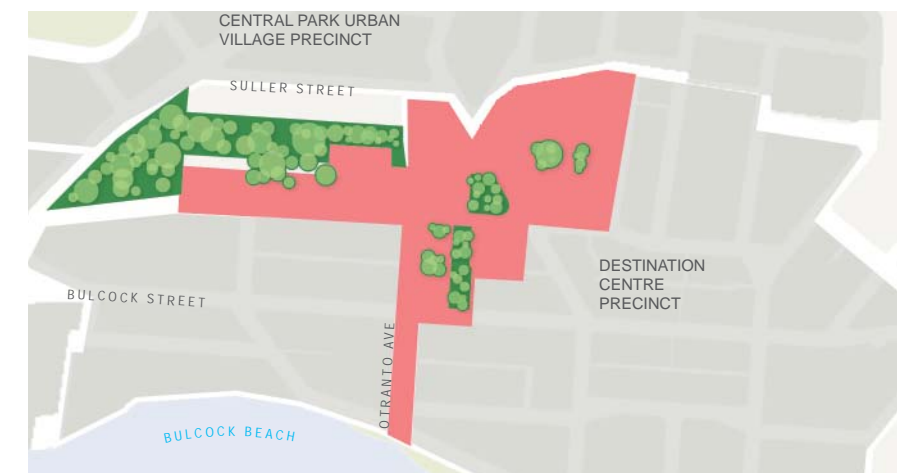 CENTRAL PARK URBAN
VILLAGE PRECINCT
SULLER STREET
DESTINATION
CENTRE
PRECINCT
BULCOCK STREET
OTRANTO AVE
BULCOCK BEACH